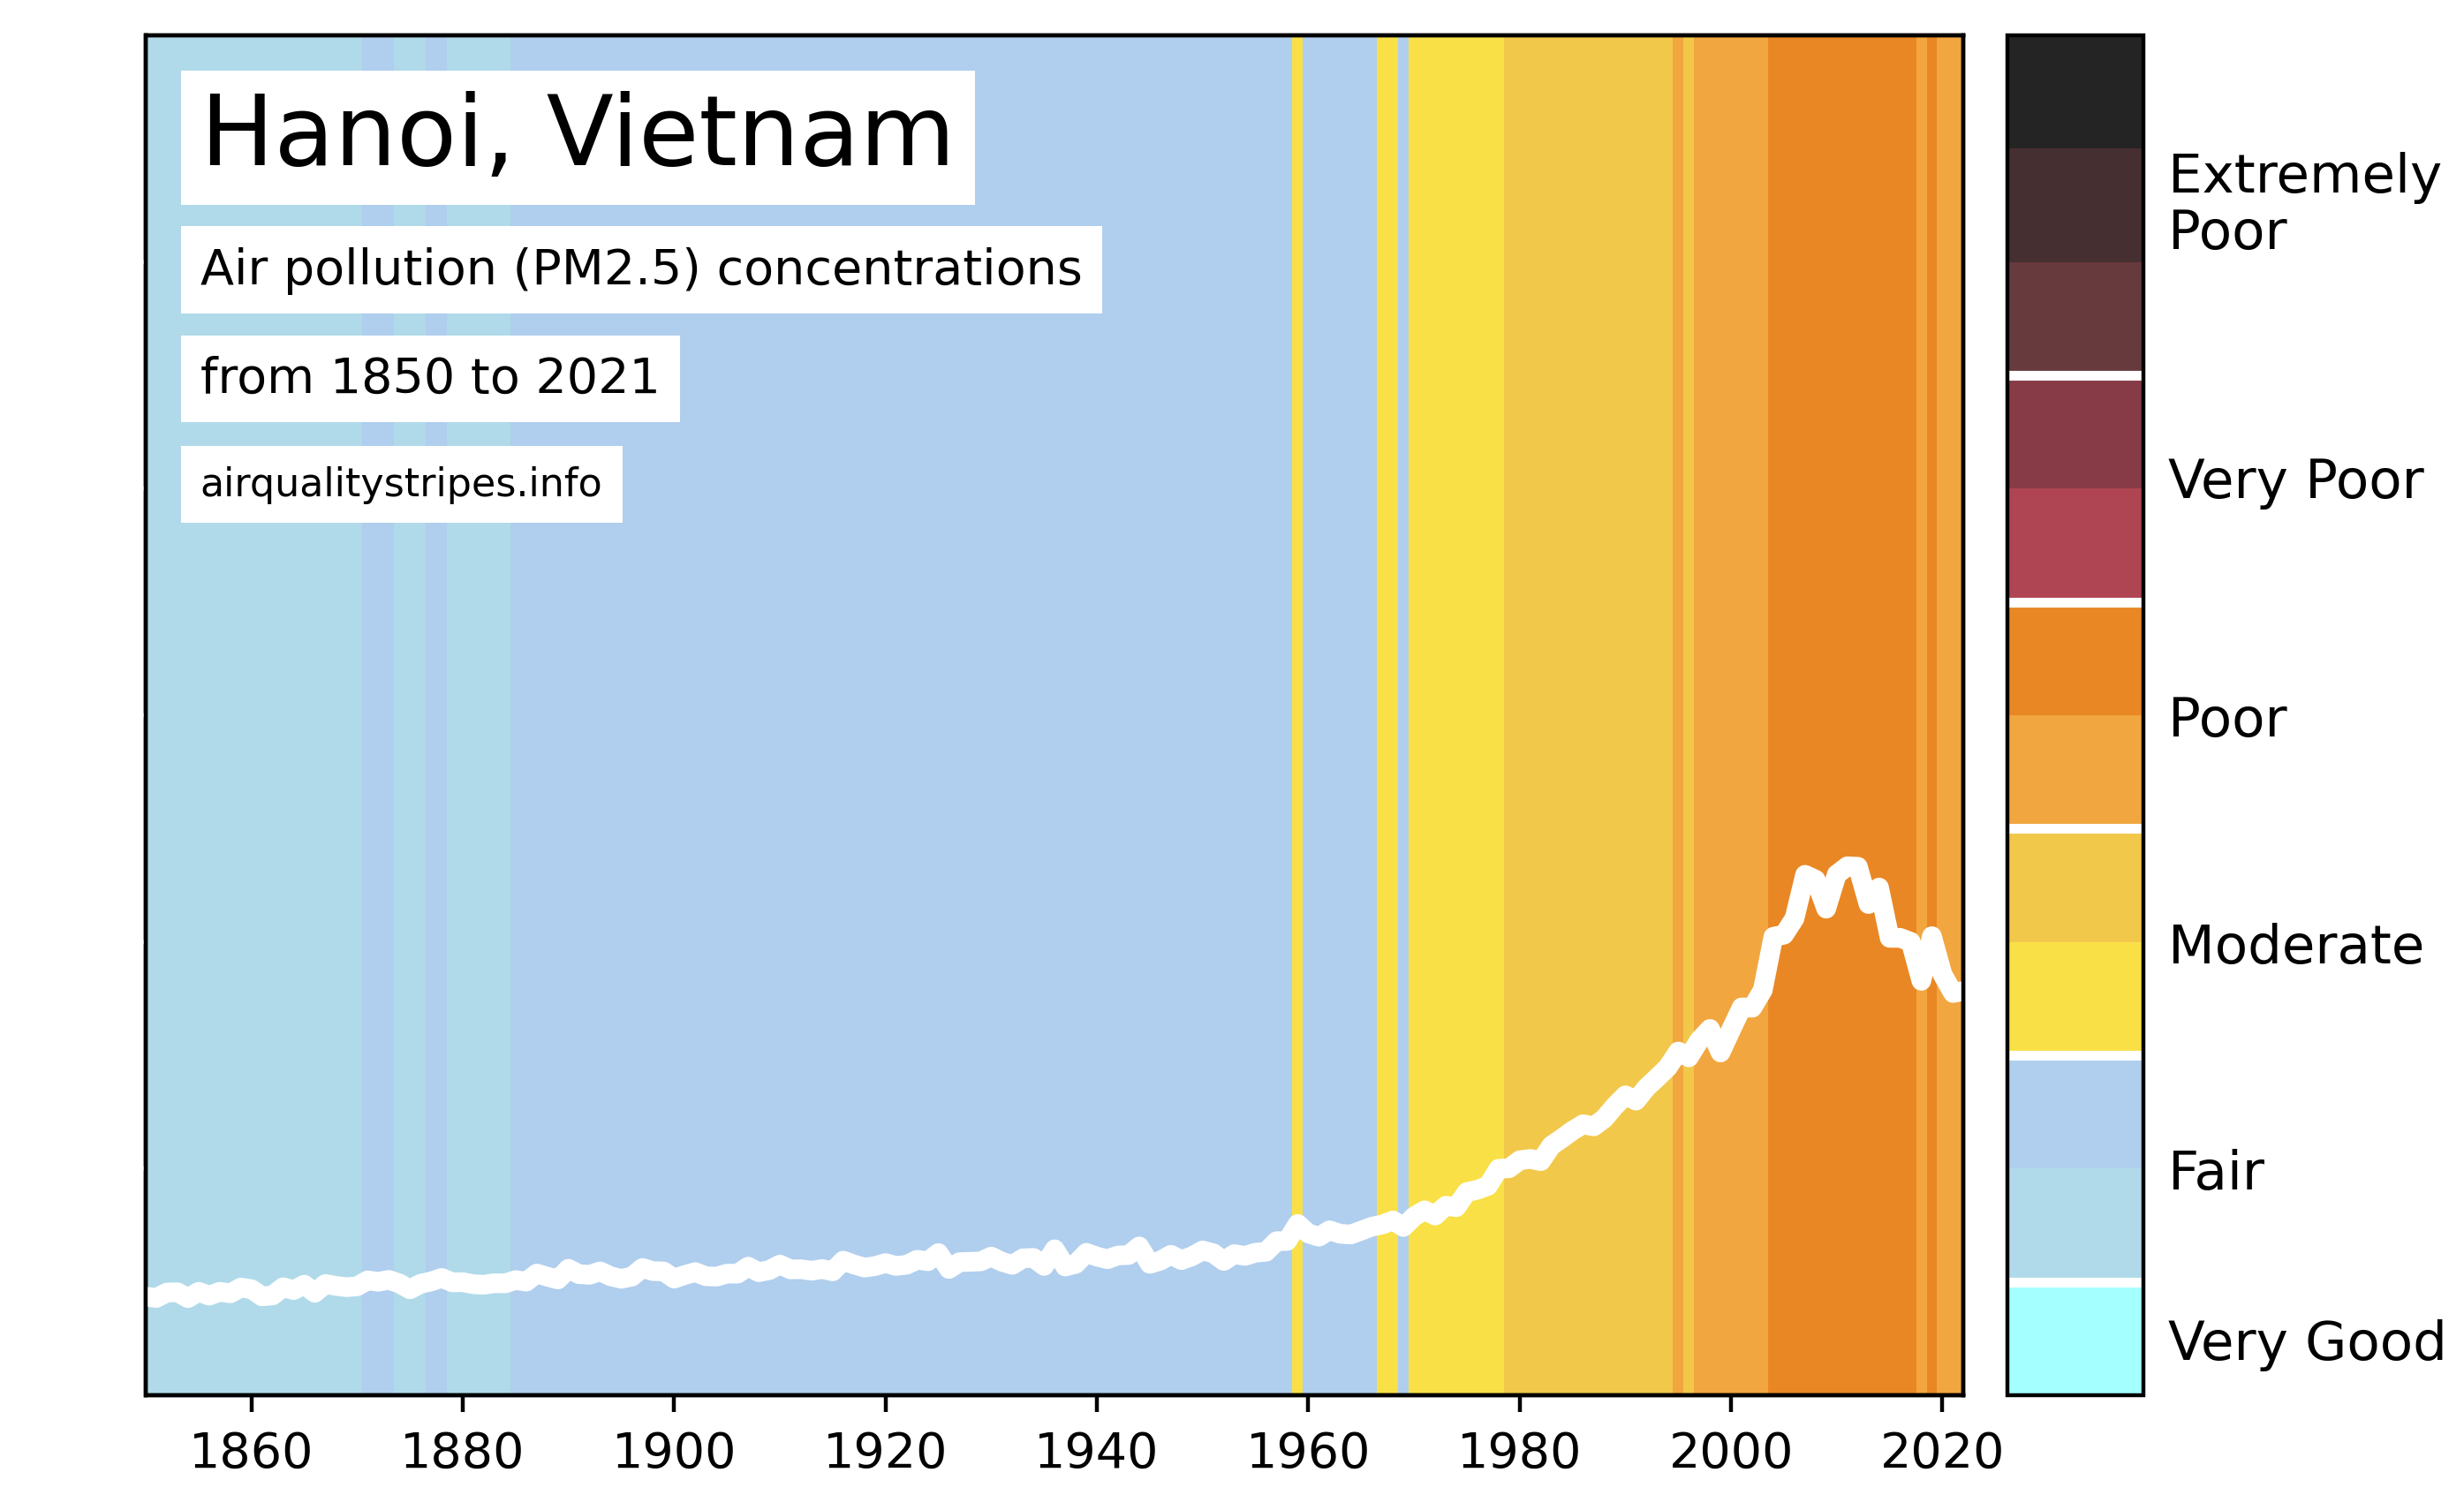 Hanoi, Vietnam
Air pollution (PM2.5) concentrations
from 1850 to 2021
airqualitystripes.info
Extremely
Poor
Very Poor
Poor
Moderate
Fair
Very Good
1860 1880 1900 1920 1940 1960 1980 2000 2020